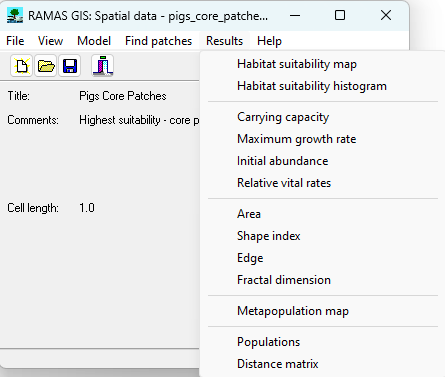 RAMAS GIS: Spatial data - pigs_core_patche...
File View Model Find patches Results Help
Title: Pigs Core Patches
Comments: Highest suitability - core p
Cell length: 1.0
Habitat suitability map
Habitat suitability histogram
Carrying capacity
Maximum growth rate
Initial abundance
Relative vital rates
Area
Shape index
Edge
Fractal dimension
Metapopulation map
Populations
Distance matrix